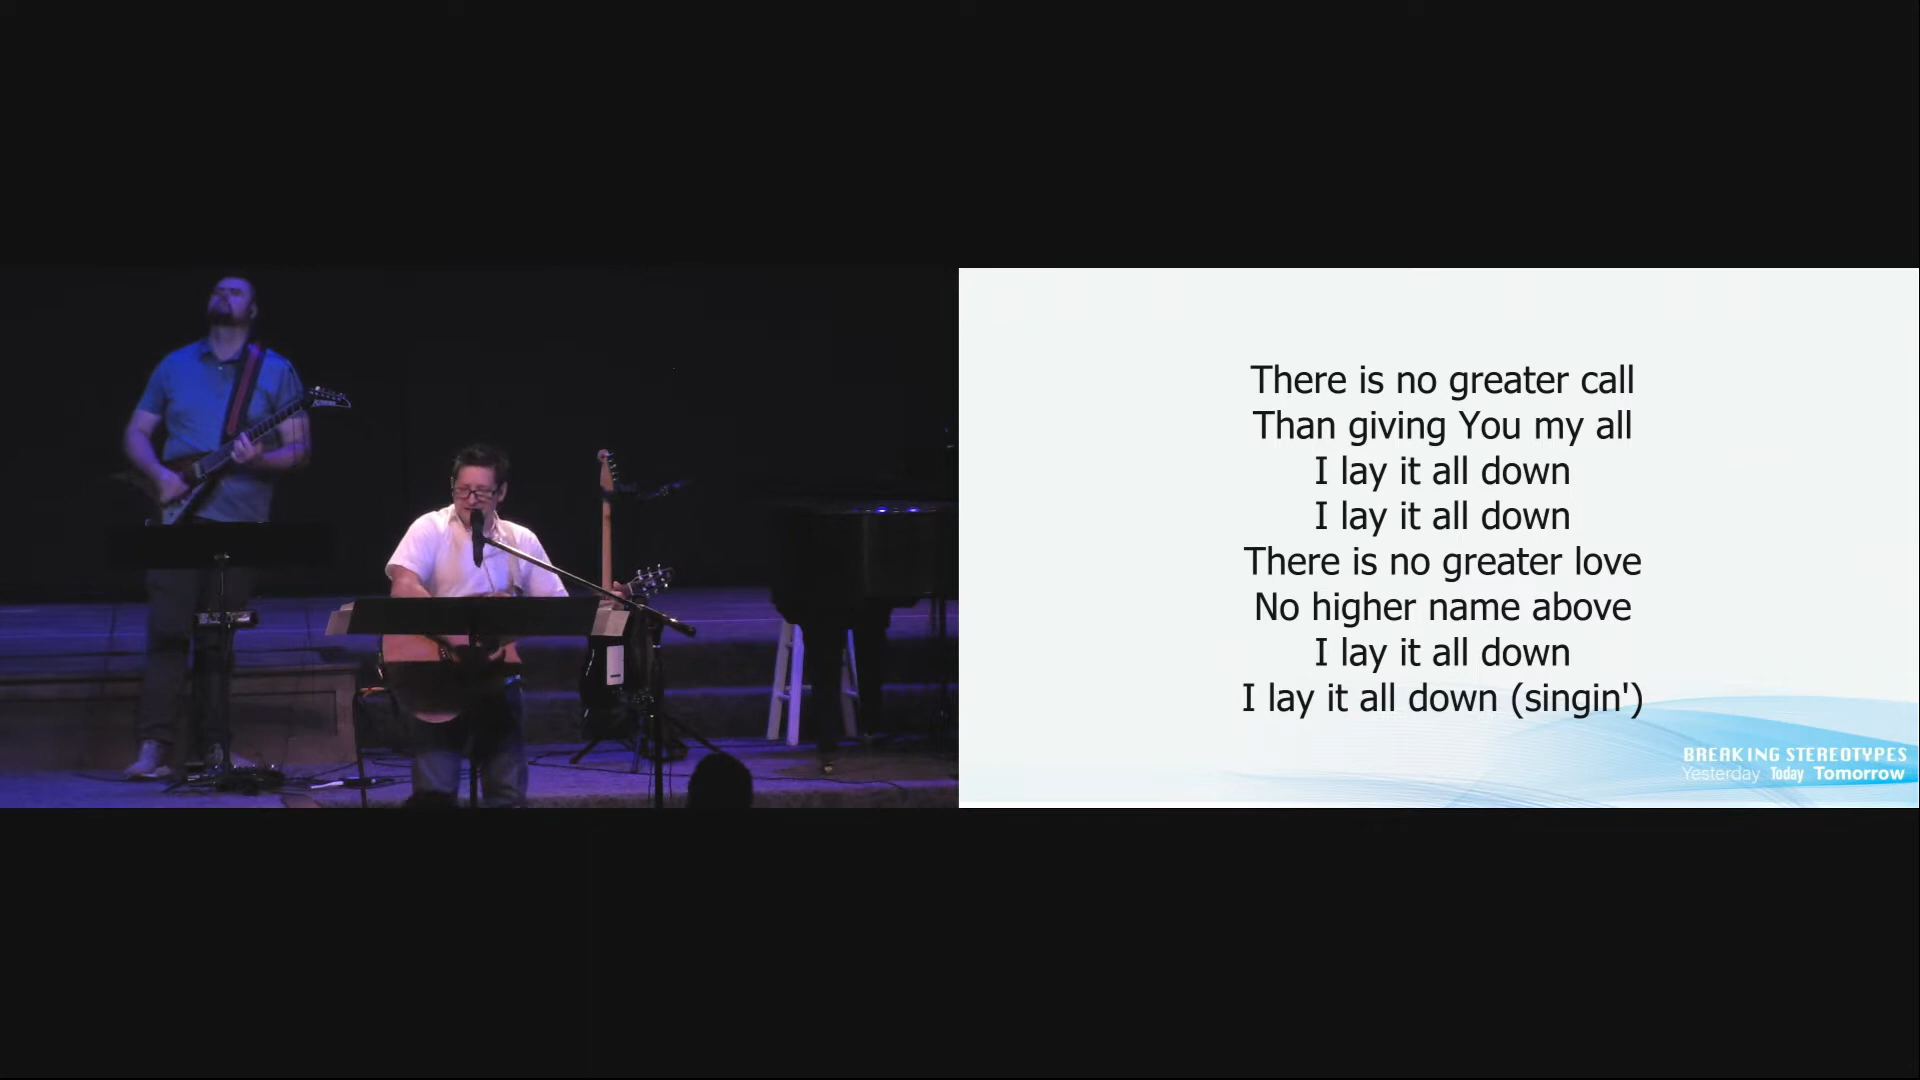 There is no greater call
Than giving You my all
I lay it all down
I lay it all down
There is no greater love
No higher name above
I lay it all down
I lay it all down (singin')
BREAKING STEREOTYPES
Yesterday Today Tomorrow